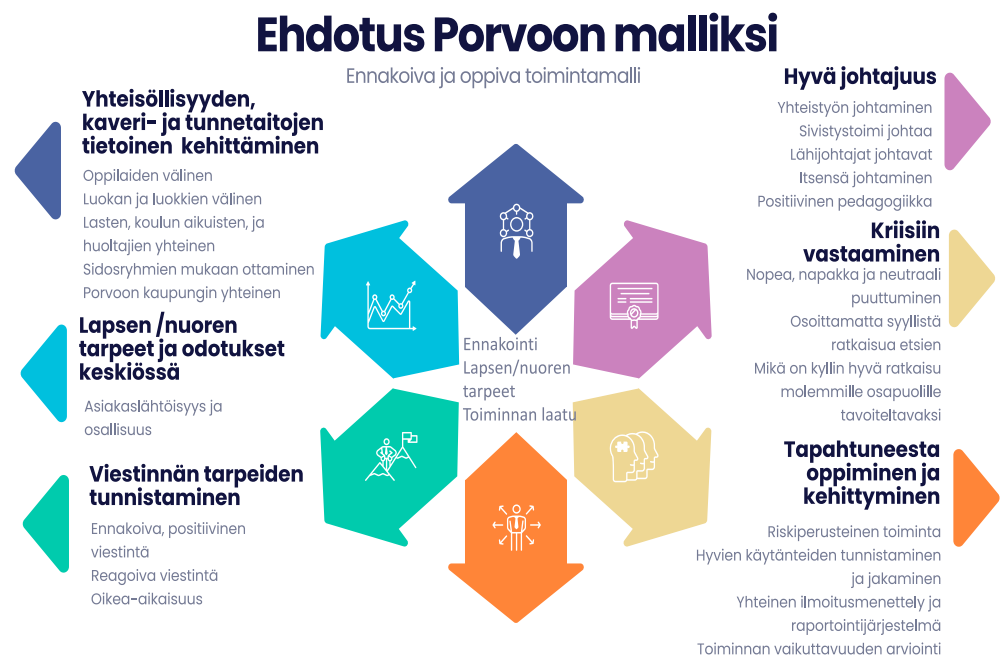 Ehdotus Porvoon malliksi
Ennakoiva ja oppiva toimintamalli
Yhteisöllisyyden,
kaveri- ja tunnetaitojen
tietoinen kehittäminen
Oppilaiden välinen
Luokan ja luokkien välinen
Lasten, koulun aikuisten, ja
huoltajien yhteinen
Sidosryhmien mukaan ottaminen
Porvoon kaupungin yhteinen
Lapsen /nuoren
tarpeet ja odotukset
keskiössä
Asiakaslähtöisyys ja
osallisuus
Viestinnän tarpeiden
tunnistaminen
Ennakoiva, positiivinen
viestintä
Reagoiva viestintä
Oikea-aikaisuus
Ennakointi
Lapsen/nuoren
tarpeet
Toiminnan laatu
Hyvä johtajuus
Yhteistyön johtaminen
Sivistystoimi johtaa
Lähijohtajat johtavat
Itsensä johtaminen
Positiivinen pedagogiikka
Kriisiin
vastaaminen
Nopea, napakka ja neutraali
puuttuminen
Osoittamatta syyllistä
ratkaisua etsien
Mikä on kyllin hyvä ratkaisu
molemmille osapuolille
tavoiteltavaksi
Tapahtuneesta
oppiminen ja
kehittyminen
Riskiperusteinen toiminta
Hyvien käytänteiden tunnistaminen
ja jakaminen
Yhteinen ilmoitusmenettely ja
raportointijärjestelmä
Toiminnan vaikuttavuuden arviointi